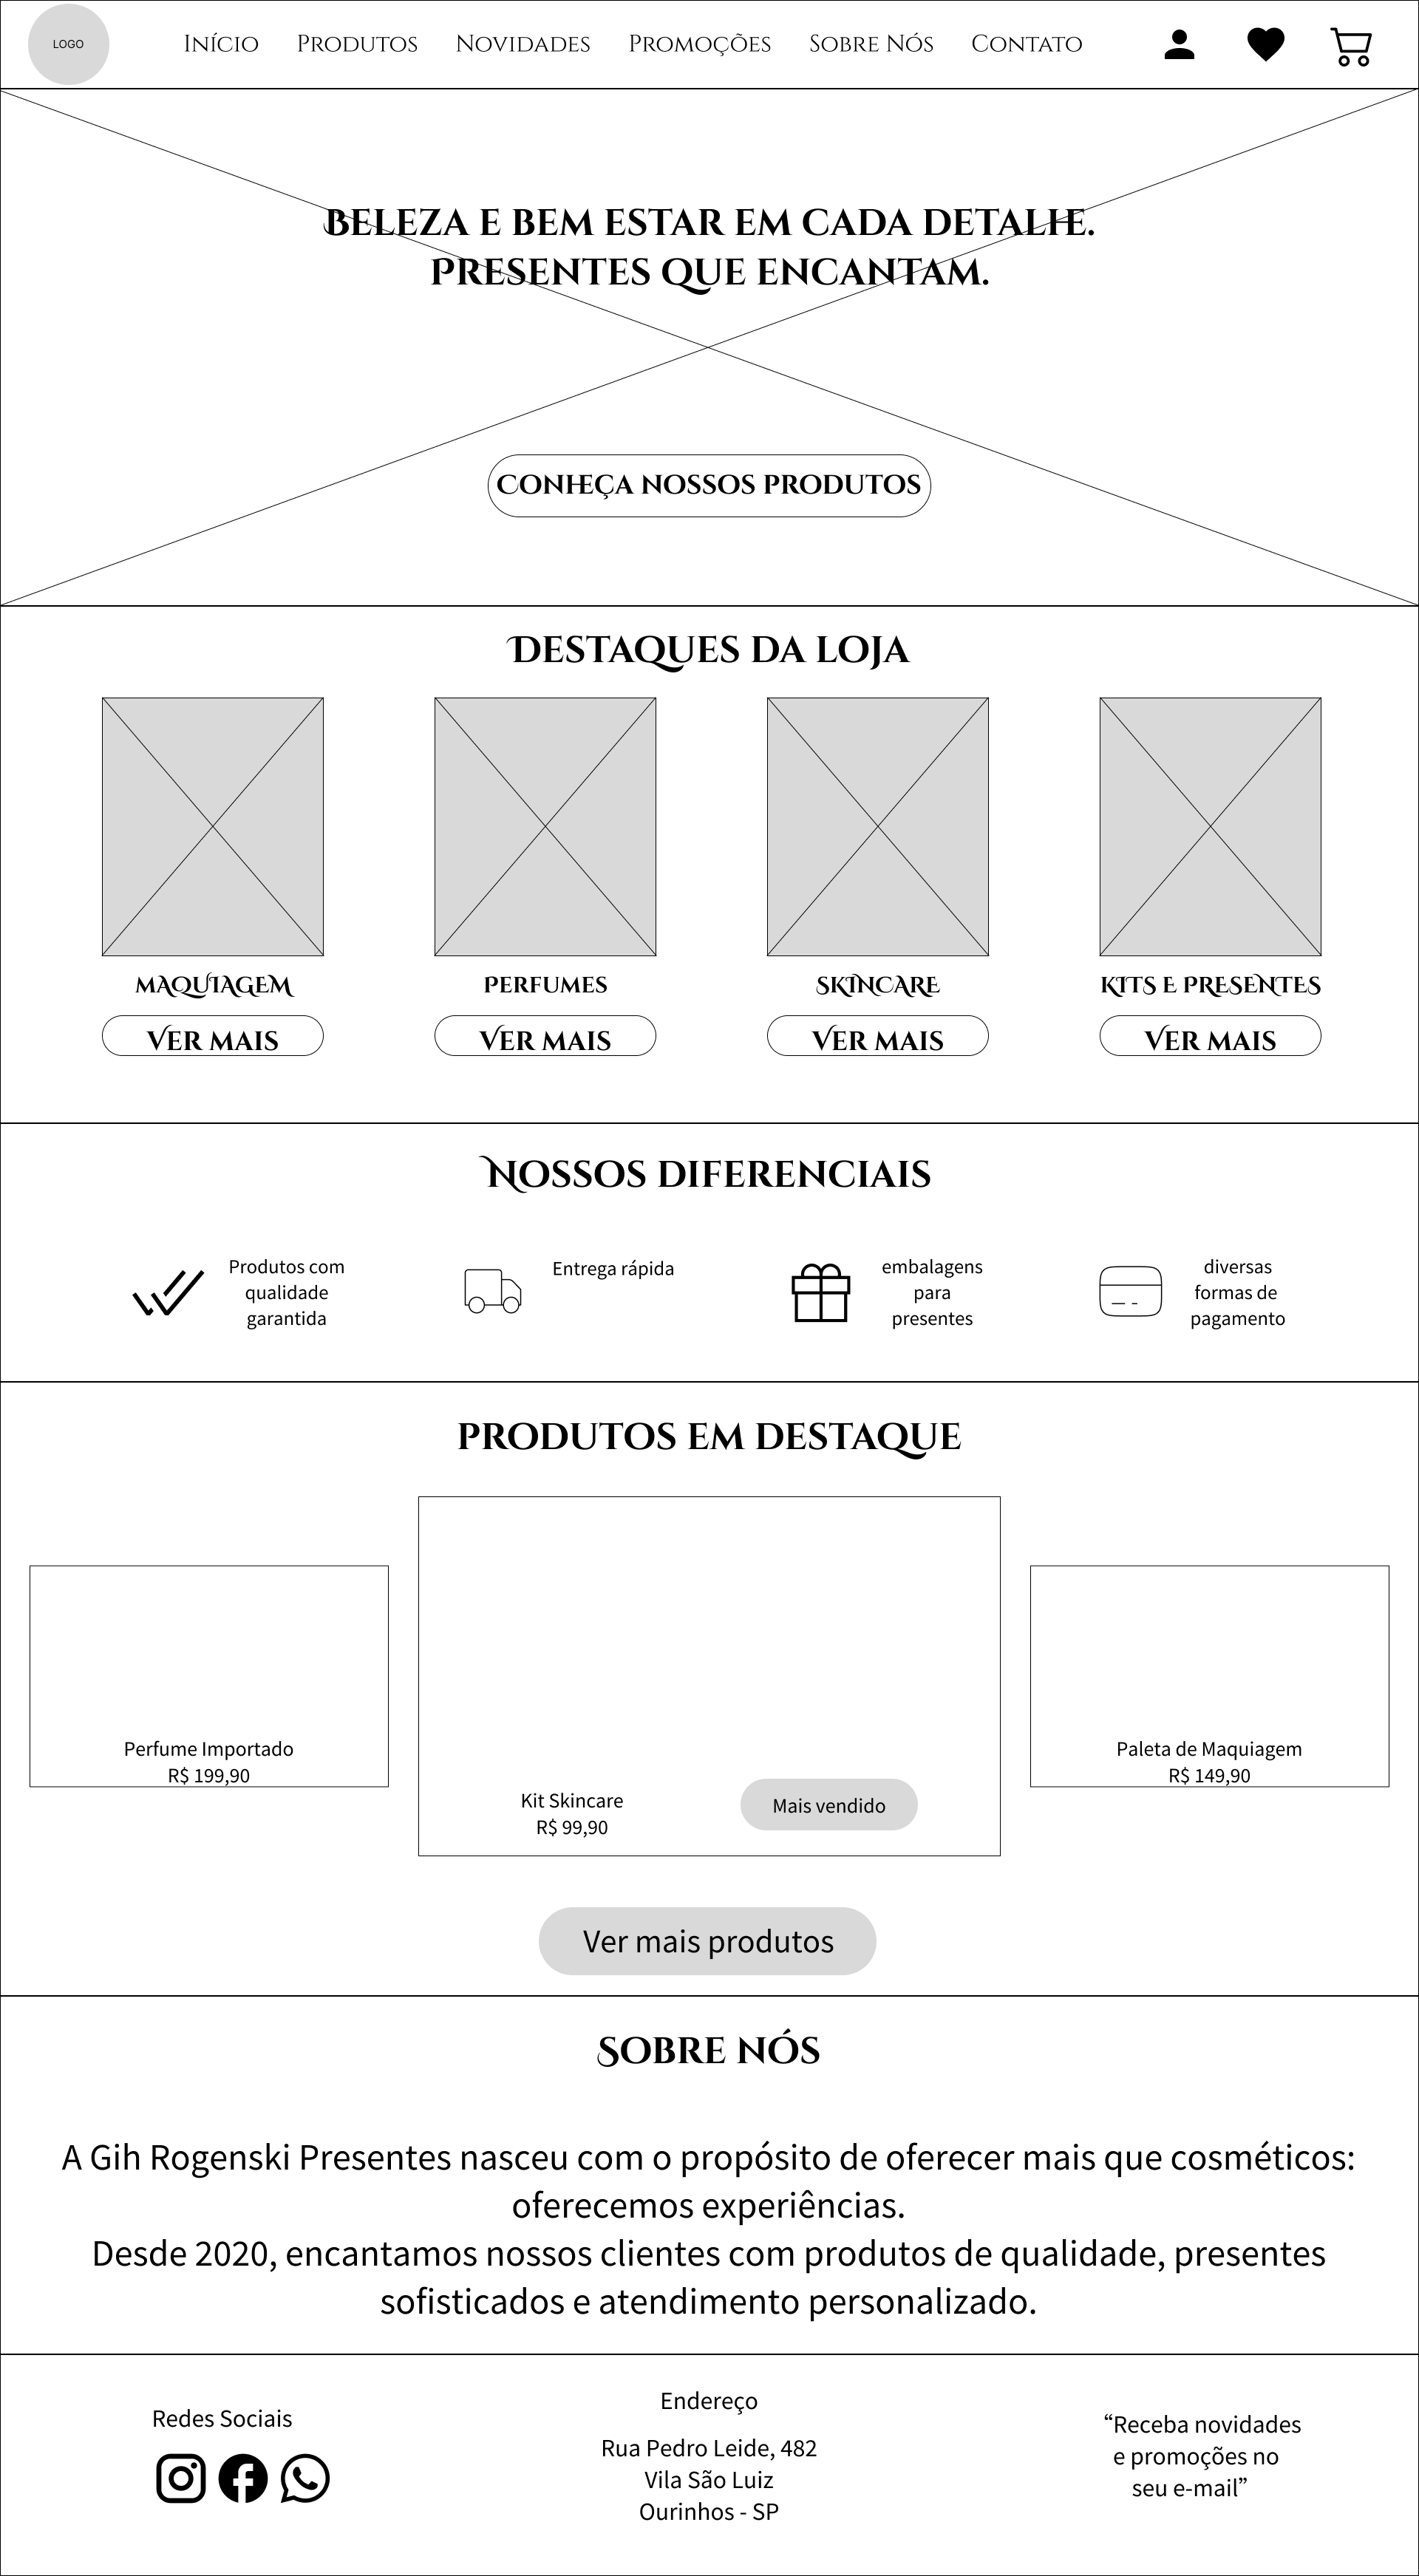 LOGO
Início
Produtos
Novidades
Promoções
Sobre Nós
Contato
Beleza e bem estar em cada detalhe.
Presentes que encantam.
Conheça nossos produtos
Destaques da loja
Maquiagem
Perfumes
Skincare
Kits e Presentes
Ver mais
Ver mais
Ver mais
Ver mais
Nossos diferenciais
Produtos com
qualidade
garantida
Entrega rápida
embalagens
para
presentes
diversas
formas de
pagamento
Produtos em destaque
Perfume Importado
R$ 199,90
Kit Skincare
R$ 99,90
Mais vendido
Paleta de Maquiagem
R$ 149,90
Ver mais produtos
Sobre nós
A Gih Rogenski Presentes nasceu com o propósito de oferecer mais que cosméticos:
oferecemos experiências.
Desde 2020, encantamos nossos clientes com produtos de qualidade, presentes
sofisticados e atendimento personalizado.
Redes Sociais
Endereço
Rua Pedro Leide, 482
Vila São Luiz
Ourinhos - SP
“Receba novidades
e promoções no
seu e-mail”